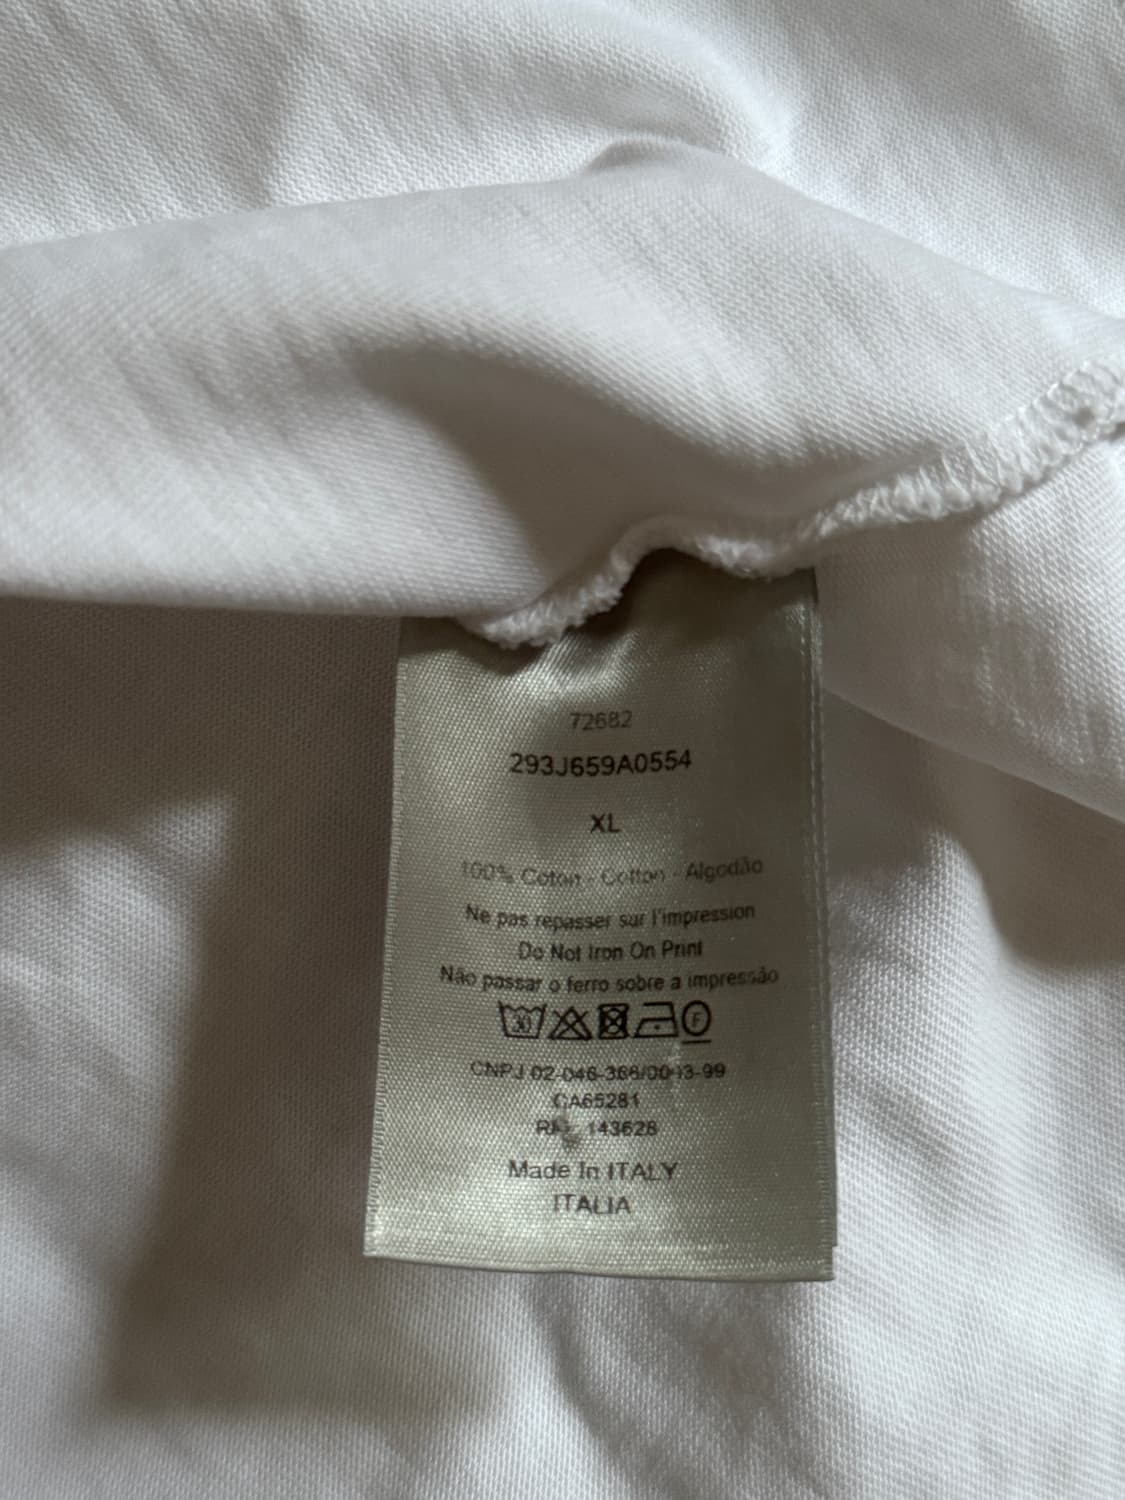 72682
293J659A0554
XL
100% Coton - Cotton - Algodão
Ne pas repasser sur l'impression
Do Not Iron On Print
Não passar o ferro sobre a impressão
30 F
CNPJ 02-046-366/0013-99
CA65281
143628
Made In ITALY
ITALIA